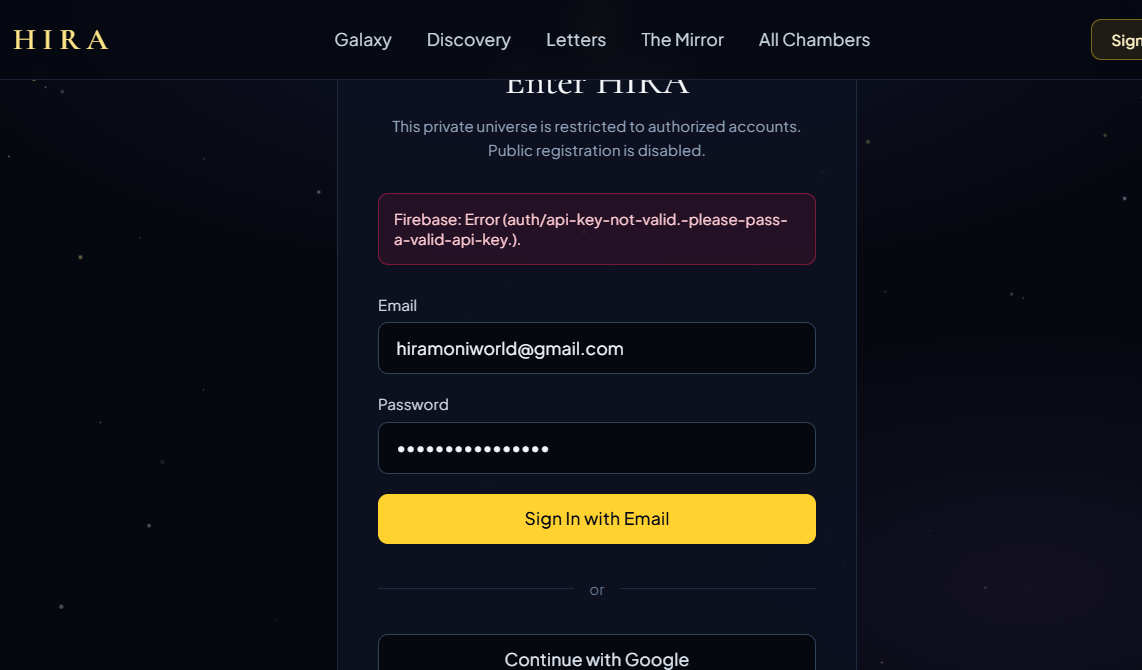 HIRA
Galaxy Discovery Letters The Mirror All Chambers
Sign
Enter HIRA
This private universe is restricted to authorized accounts.
Public registration is disabled.
Firebase: Error (auth/api-key-not-valid.-please-pass-
a-valid-api-key.).
Email
hiramoniworld@gmail.com
Password
••••••••••••••••
Sign In with Email
or
Continue with Google